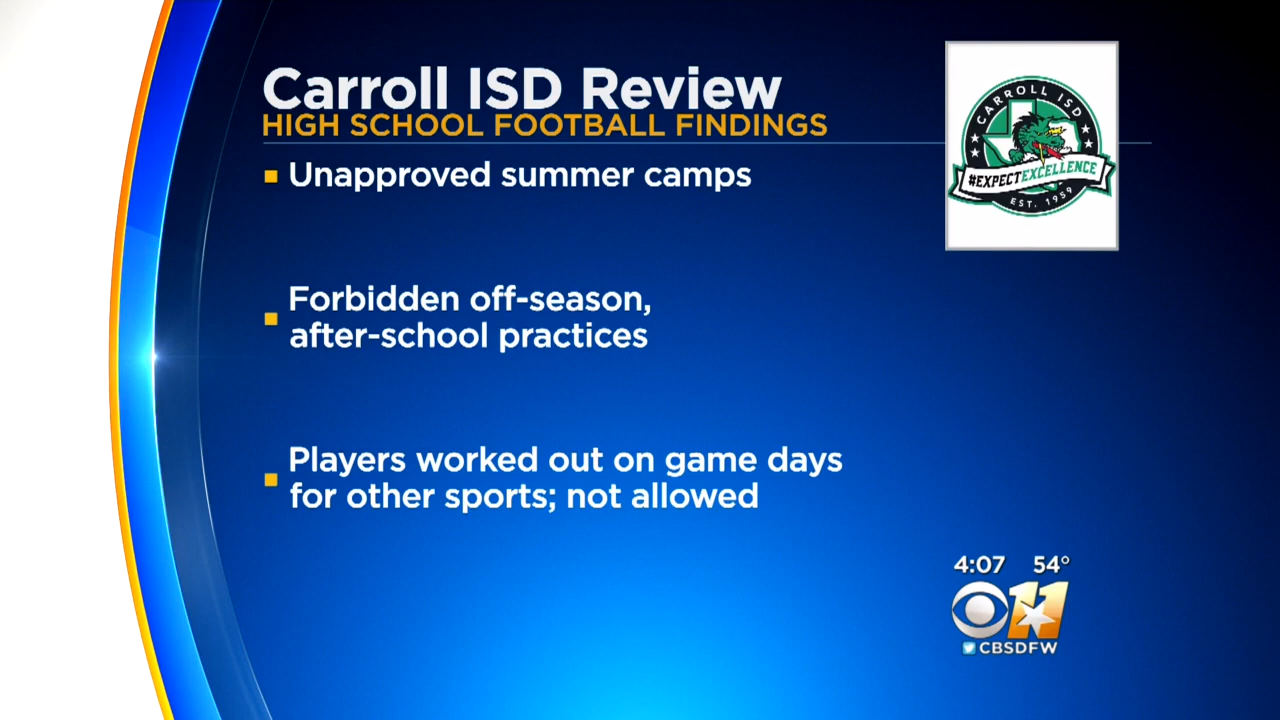 Carroll ISD Review
HIGH SCHOOL FOOTBALL FINDINGS
Unapproved summer camps
Forbidden off-season,
after-school practices
Players worked out on game days
for other sports; not allowed
CARROLL ISD
#EXPECTEXCELLENCE
EST. 1959
4:07 54°
11
CBSDFW